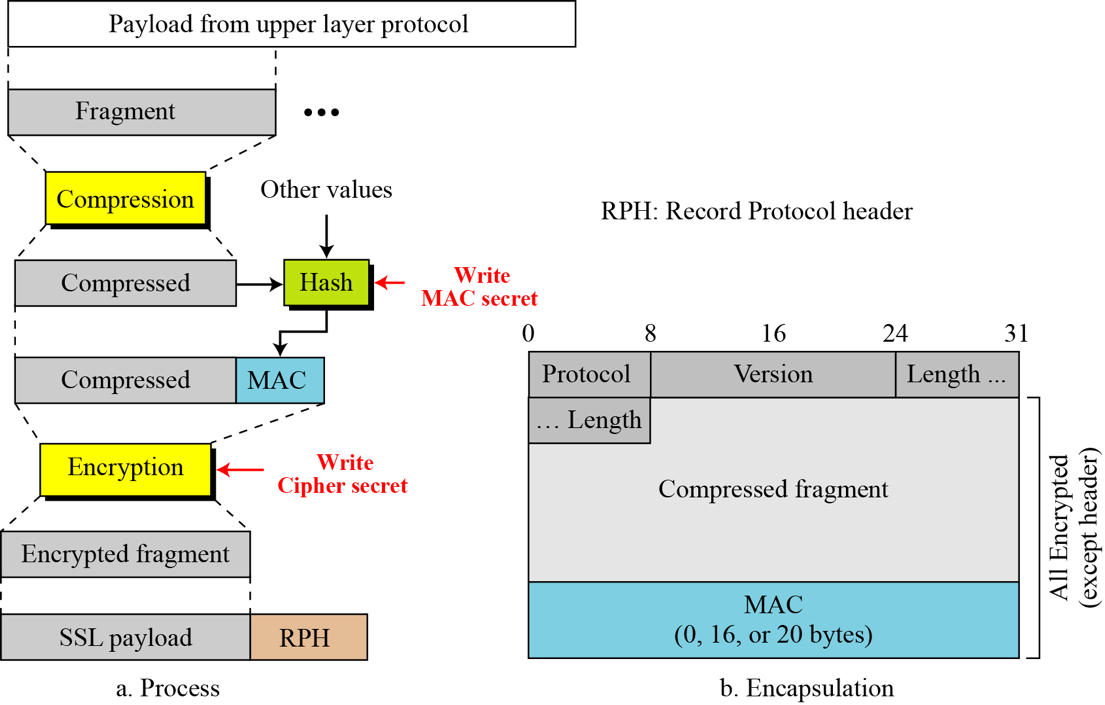 Payload from upper layer protocol
Fragment
•••
Compression
Other values
Compressed
Hash
Write
MAC secret
Compressed
MAC
Encryption
Write
Cipher secret
Encrypted fragment
SSL payload
RPH
a. Process
RPH: Record Protocol header
0 8 16 24 31
Protocol
Version
Length ...
... Length
Compressed fragment
MAC
(0, 16, or 20 bytes)
All Encrypted
(except header)
b. Encapsulation